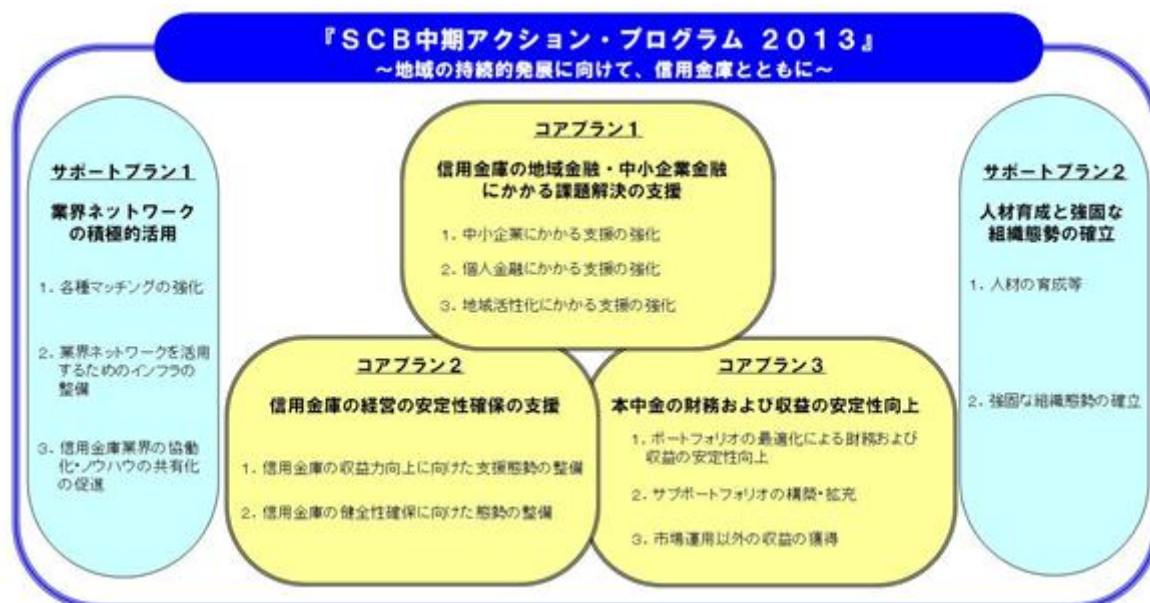 『SCB中期アクション・プログラム 2013』
～地域の持続的発展に向けて、信用金庫とともに～
サポートプラン1
業界ネットワーク
の積極的活用
1. 各種マッチングの強化
2. 業界ネットワークを活用
するためのインフラの
整備
3. 信用金庫業界の協働
化・ノウハウの共有化
の促進
コアプラン1
信用金庫の地域金融・中小企業金融
にかかる課題解決の支援
1. 中小企業にかかる支援の強化
2. 個人金融にかかる支援の強化
3. 地域活性化にかかる支援の強化
コアプラン2
信用金庫の経営の安定性確保の支援
1. 信用金庫の収益力向上に向けた支援態勢の整備
2. 信用金庫の健全性確保に向けた態勢の整備
コアプラン3
本中金の財務および収益の安定性向上
1. ポートフォリオの最適化による財務および
収益の安定性向上
2. サブポートフォリオの構築・拡充
3. 市場運用以外の収益の獲得
サポートプラン2
人材育成と強固な
組織態勢の確立
1. 人材の育成等
2. 強固な組織態勢の確立